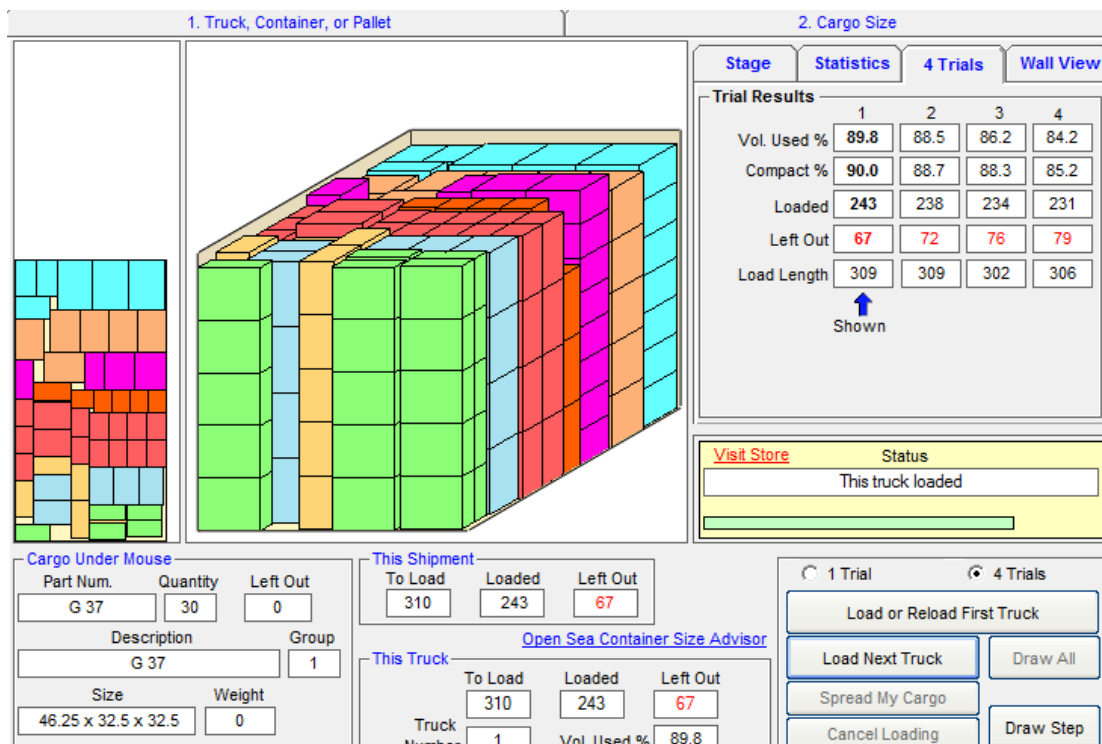 1. Truck, Container, or Pallet
2. Cargo Size
Stage
Statistics
4 Trials
Wall View
Trial Results
1 2 3 4
Vol. Used % 89.8 88.5 86.2 84.2
Compact % 90.0 88.7 88.3 85.2
Loaded 243 238 234 231
Left Out 67 72 76 79
Load Length 309 309 302 306
Shown
Visit Store
Status
This truck loaded
Cargo Under Mouse
Part Num. Quantity Left Out
G 37 30 0
Description Group
G 37 1
Size Weight
46.25 x 32.5 x 32.5 0
This Shipment
To Load Loaded Left Out
310 243 67
Open Sea Container Size Advisor
This Truck
To Load Loaded Left Out
310 243 67
Truck
Number 1 Vol. Used % 89.8
1 Trial
4 Trials
Load or Reload First Truck
Load Next Truck
Draw All
Spread My Cargo
Cancel Loading
Draw Step